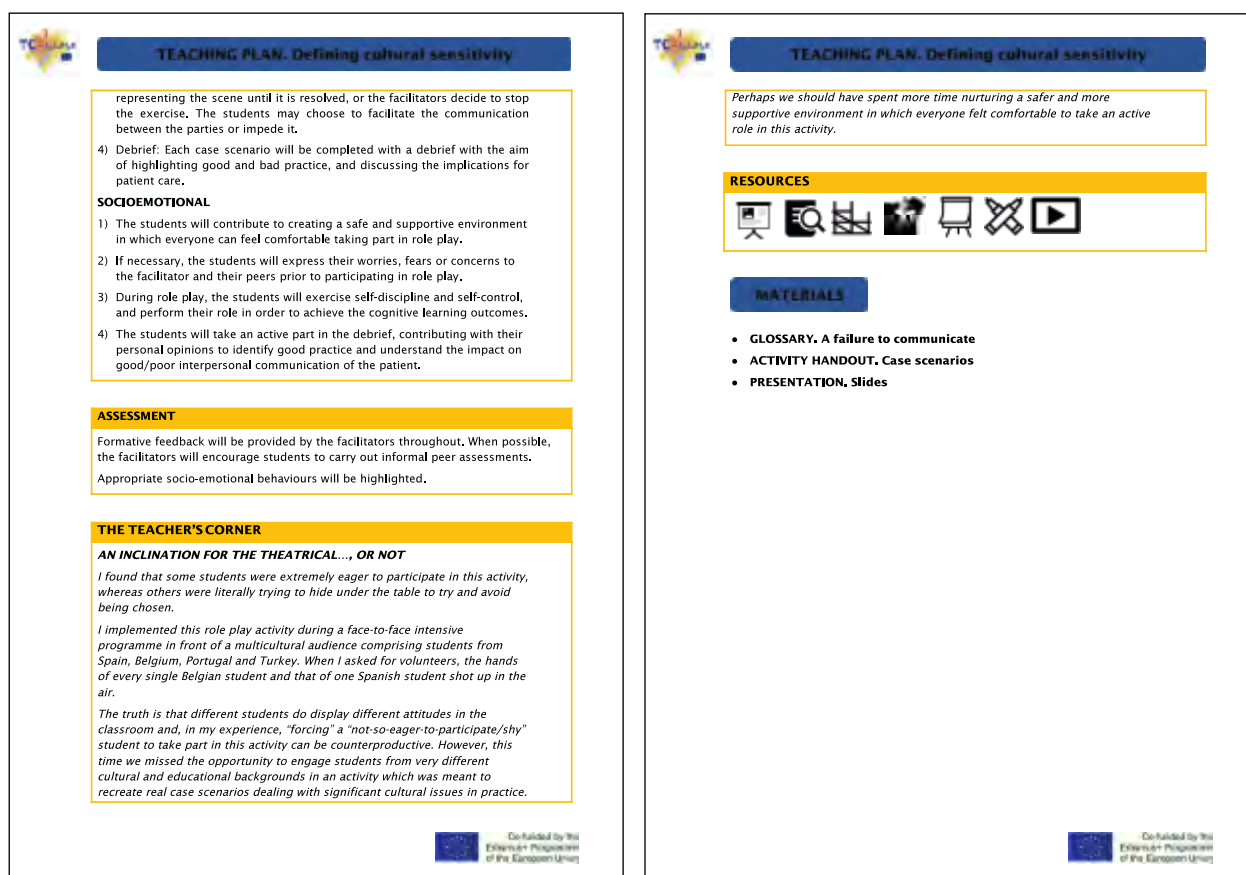 TEACHING PLAN. Defining cultural sensitivity
representing the scene until it is resolved, or the facilitators decide to stop
the exercise. The students may choose to facilitate the communication
between the parties or impede it.
4) Debrief: Each case scenario will be completed with a debrief with the aim
of highlighting good and bad practice, and discussing the implications for
patient care.
SOCIOEMOTIONAL
1) The students will contribute to creating a safe and supportive environment
in which everyone can feel comfortable taking part in role play.
2) If necessary, the students will express their worries, fears or concerns to
the facilitator and their peers prior to participating in role play.
3) During role play, the students will exercise self-discipline and self-control,
and perform their role in order to achieve the cognitive learning outcomes.
4) The students will take an active part in the debrief, contributing with their
personal opinions to identify good practice and understand the impact on
good/poor interpersonal communication of the patient.
ASSESSMENT
Formative feedback will be provided by the facilitators throughout. When possible,
the facilitators will encourage students to carry out informal peer assessments.
Appropriate socio-emotional behaviours will be highlighted.
THE TEACHER'S CORNER
AN INCLINATION FOR THE THEATRICAL..., OR NOT
I found that some students were extremely eager to participate in this activity,
whereas others were literally trying to hide under the table to try and avoid
being chosen.
I implemented this role play activity during a face-to-face intensive
programme in front of a multicultural audience comprising students from
Spain, Belgium, Portugal and Turkey. When I asked for volunteers, the hands
of every single Belgian student and that of one Spanish student shot up in the
air.
The truth is that different students do display different attitudes in the
classroom and, in my experience, “forcing” a “not-so-eager-to-participate/shy”
student to take part in this activity can be counterproductive. However, this
time we missed the opportunity to engage students from very different
cultural and educational backgrounds in an activity which was meant to
recreate real case scenarios dealing with significant cultural issues in practice.
Co-funded by the
Erasmus+ Programme
of the European Union
TEACHING PLAN. Defining cultural sensitivity
Perhaps we should have spent more time nurturing a safer and more
supportive environment in which everyone felt comfortable to take an active
role in this activity.
RESOURCES
MATERIALS
• GLOSSARY. A failure to communicate
• ACTIVITY HANDOUT. Case scenarios
• PRESENTATION. Slides
Co-funded by the
Erasmus+ Programme
of the European Union